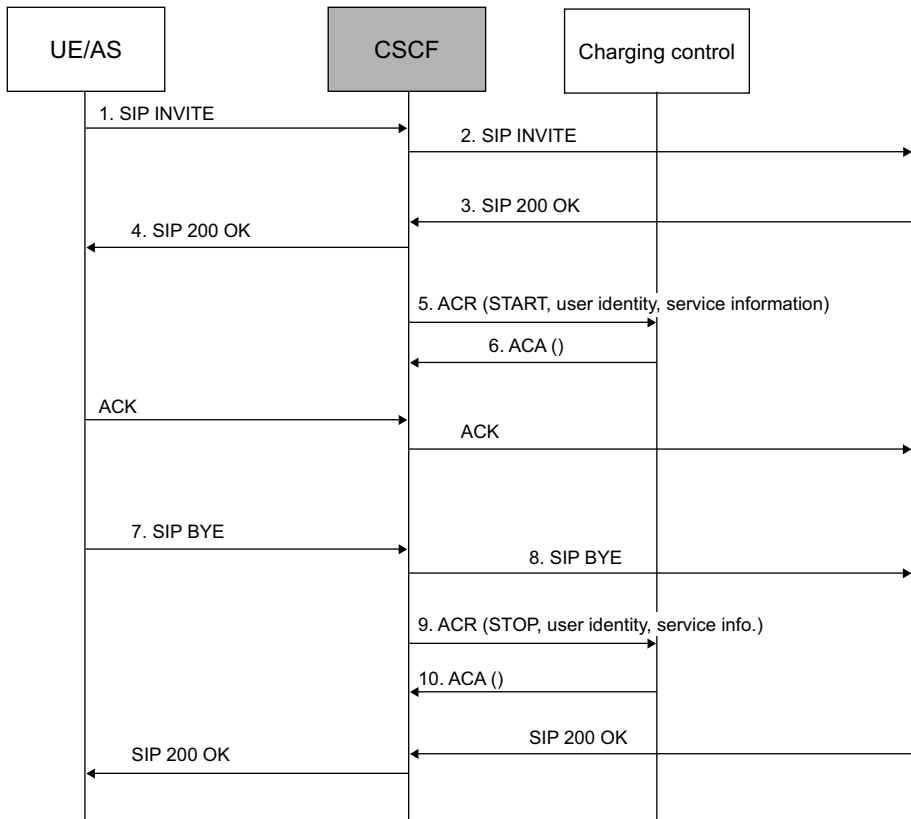 UE/AS
CSCF
Charging control
1. SIP INVITE
2. SIP INVITE
3. SIP 200 OK
4. SIP 200 OK
5. ACR (START, user identity, service information)
6. ACA ()
ACK
ACK
7. SIP BYE
8. SIP BYE
9. ACR (STOP, user identity, service info.)
10. ACA ()
SIP 200 OK
SIP 200 OK